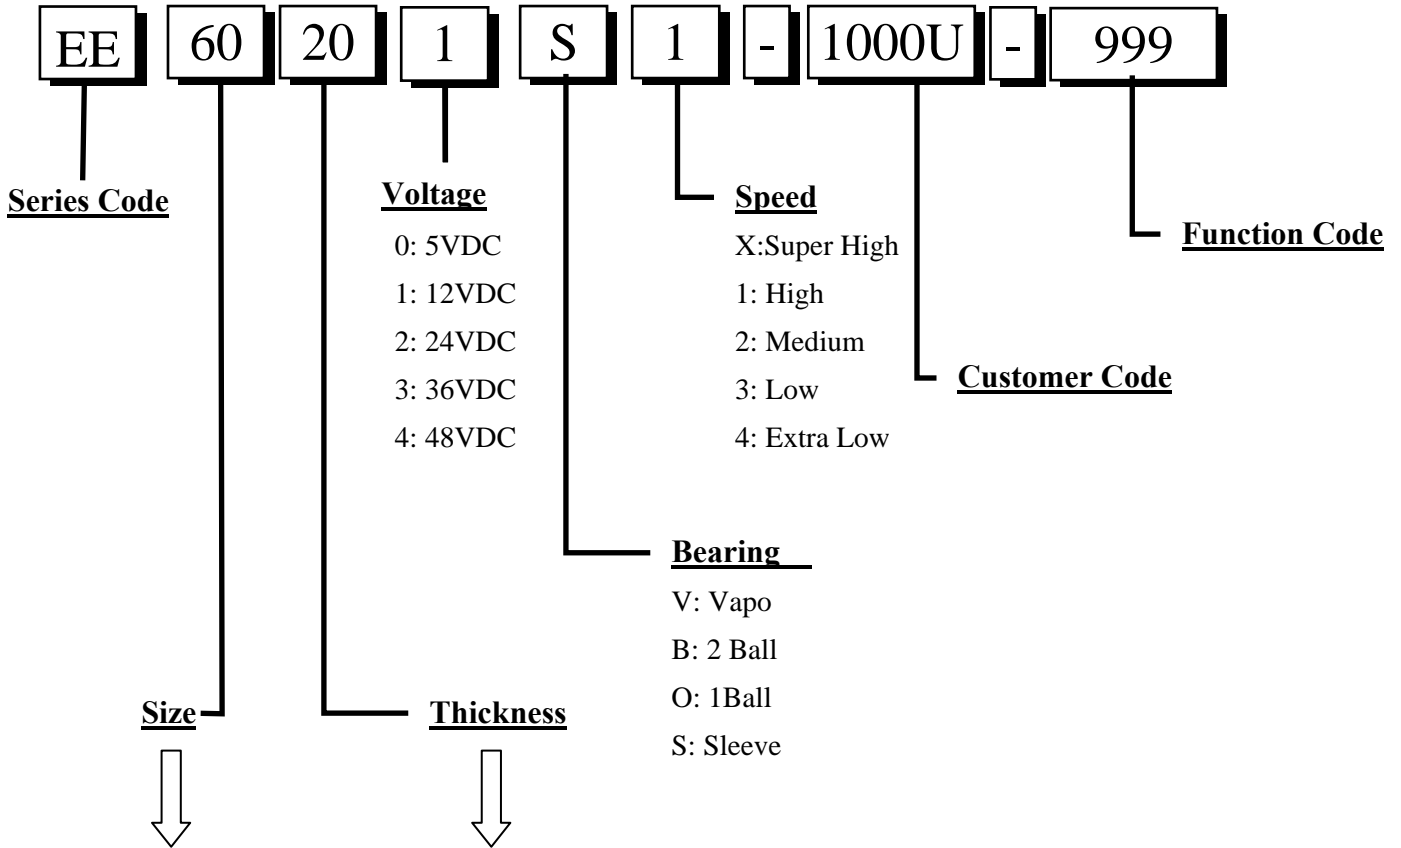 EE 60 20 1 S 1 - 1000U - 999
Series Code
Voltage
0: 5VDC
1: 12VDC
2: 24VDC
3: 36VDC
4: 48VDC
Speed
X:Super High
1: High
2: Medium
3: Low
4: Extra Low
Function Code
Customer Code
Bearing
V: Vapo
B: 2 Ball
O: 1Ball
S: Sleeve
Size
Thickness